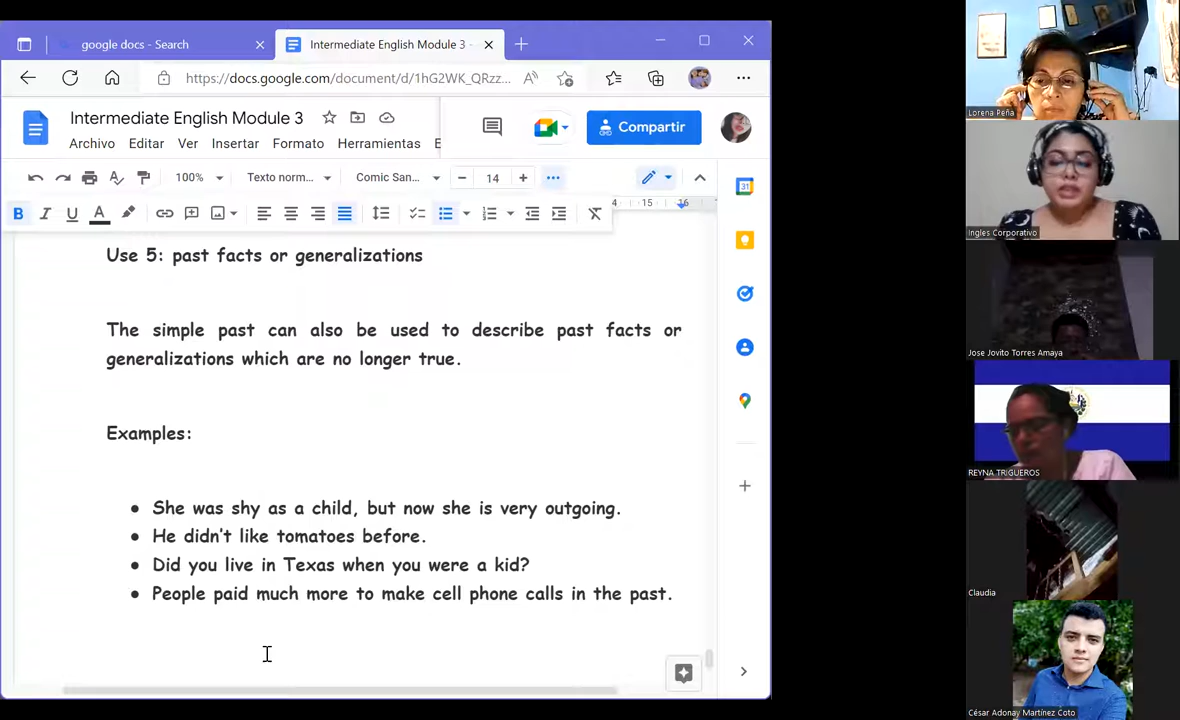 google docs - Search
Intermediate English Module 3 -
https://docs.google.com/document/d/1hG2WK_QRzz...
Intermediate English Module 3
Archivo Editar Ver Insertar Formato Herramientas E
Compartir
100% Texto norm... Comic San... 14
14 15 16
Use 5: past facts or generalizations
The simple past can also be used to describe past facts or
generalizations which are no longer true.
Examples:
• She was shy as a child, but now she is very outgoing.
• He didn't like tomatoes before.
• Did you live in Texas when you were a kid?
• People paid much more to make cell phone calls in the past.
Lorena Peña
Ingles Corporativo
Jose Jovito Torres Amaya
REYNA TRIGUEROS
Claudia
César Adonay Martínez Coto